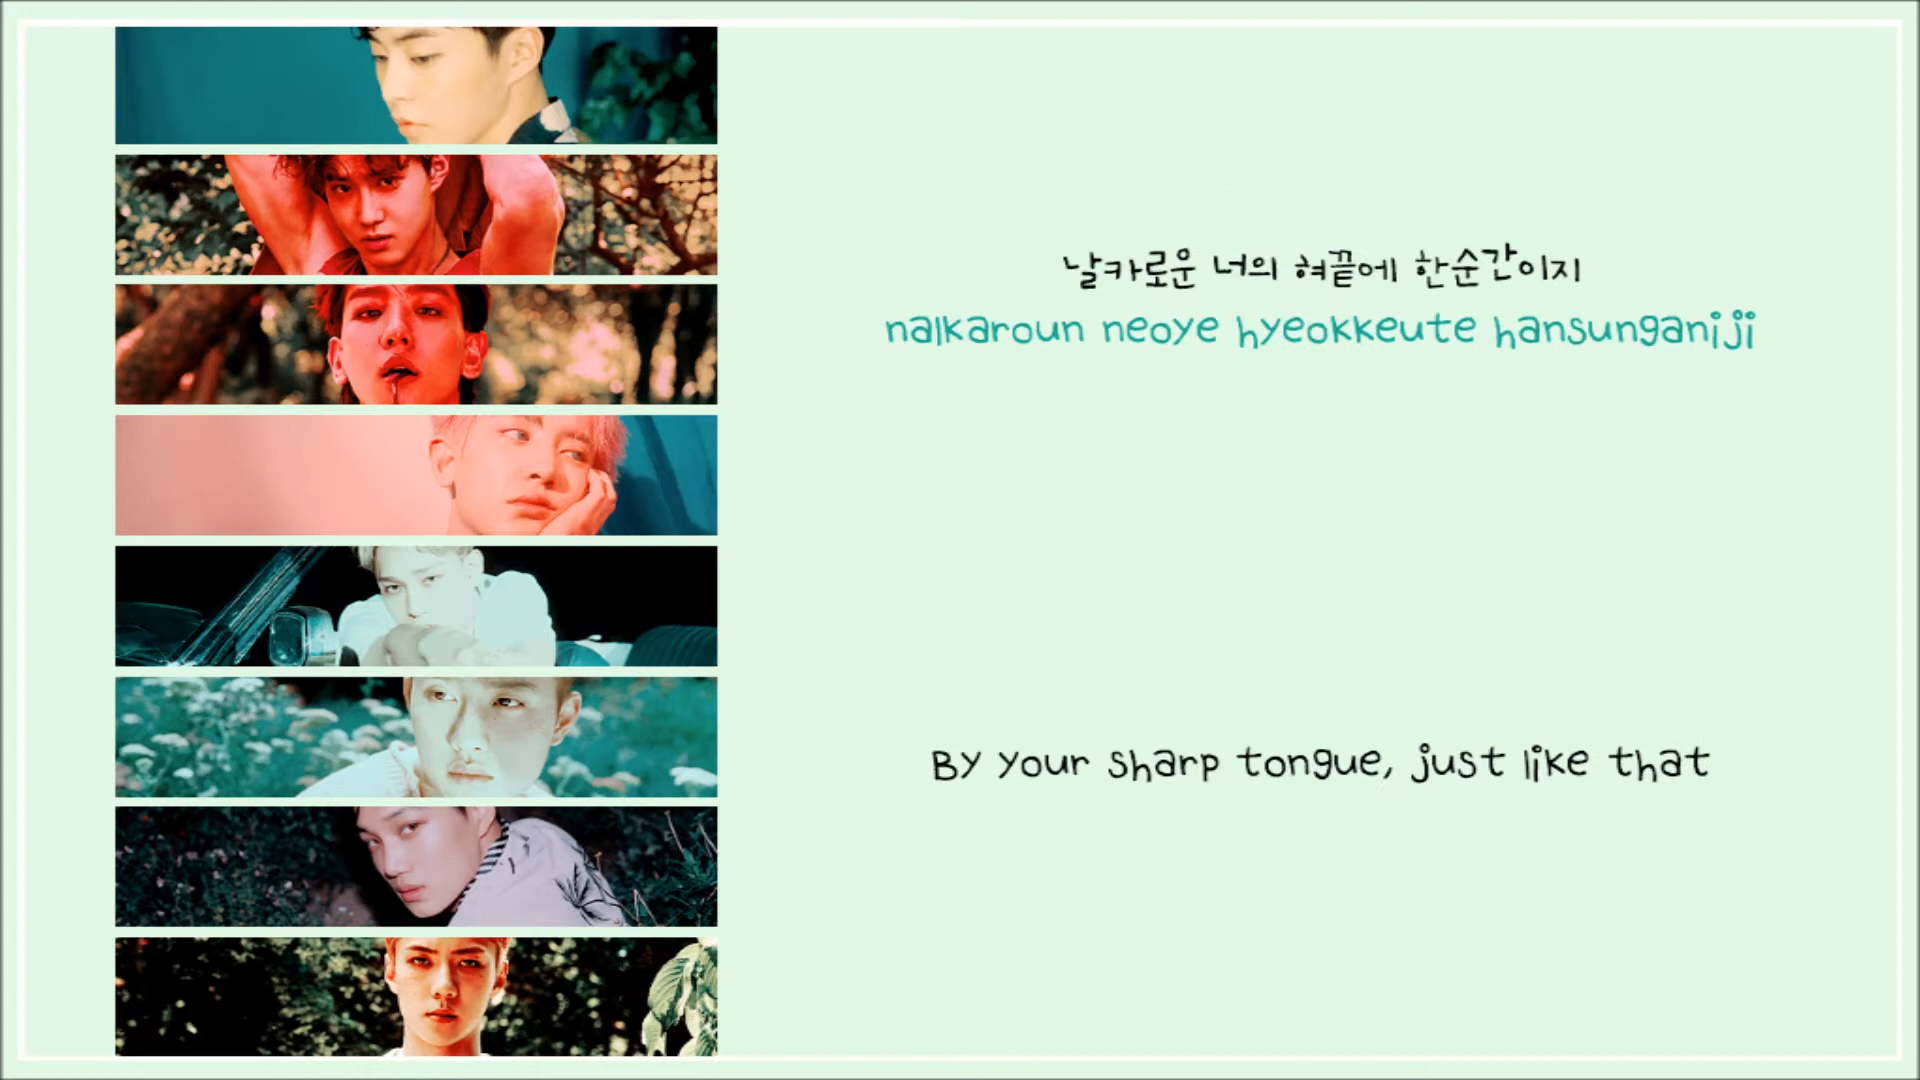 날카로운 너의 혀끝에 한순간이지
nalkaroun neoye hyeokkeute hansunganiji
By your sharp tongue, just like that